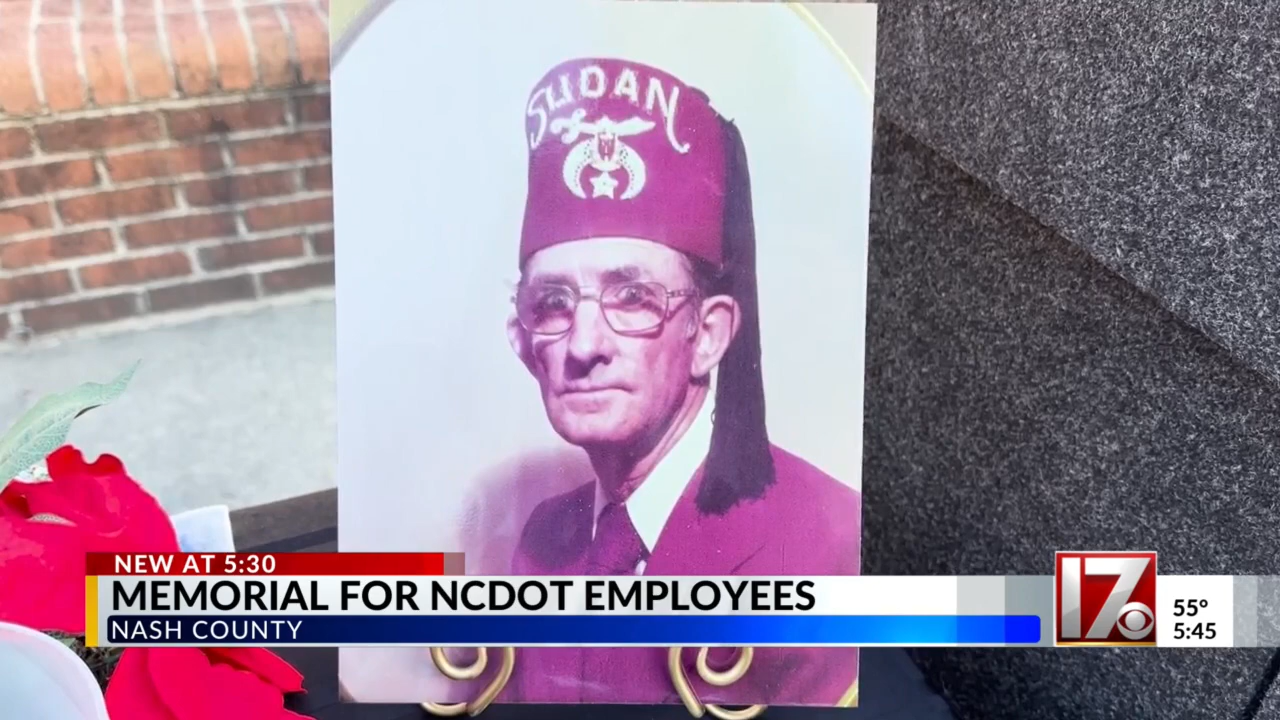 SUDAN
NEW AT 5:30
MEMORIAL FOR NCDOT EMPLOYEES
NASH COUNTY
17
55°
5:45